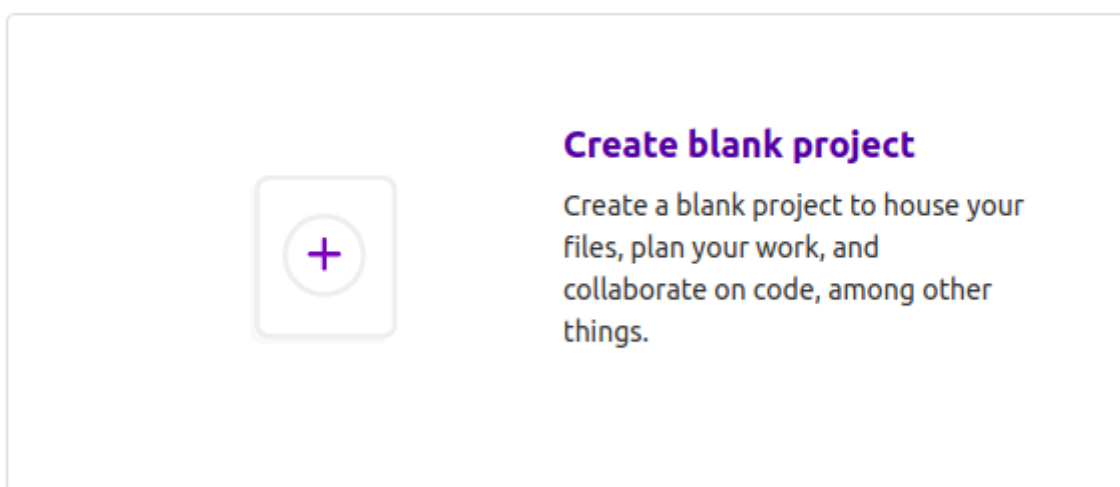 Create blank project
Create a blank project to house your
files, plan your work, and
collaborate on code, among other
things.